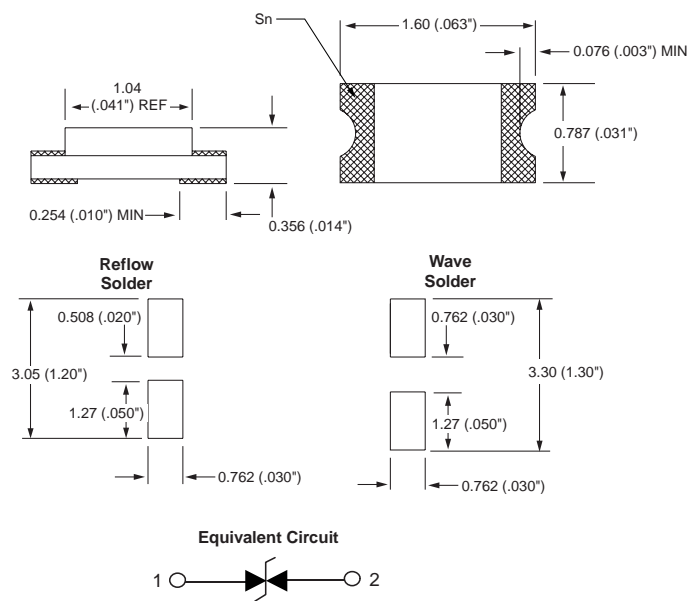 Sn
1.60 (.063")
0.076 (.003") MIN
1.04
(.041") REF
0.787 (.031")
0.254 (.010") MIN
0.356 (.014")
Reflow
Solder
0.508 (.020")
3.05 (1.20")
1.27 (.050")
0.762 (.030")
Wave
Solder
0.762 (.030")
3.30 (1.30")
1.27 (.050")
0.762 (.030")
Equivalent Circuit
1
2